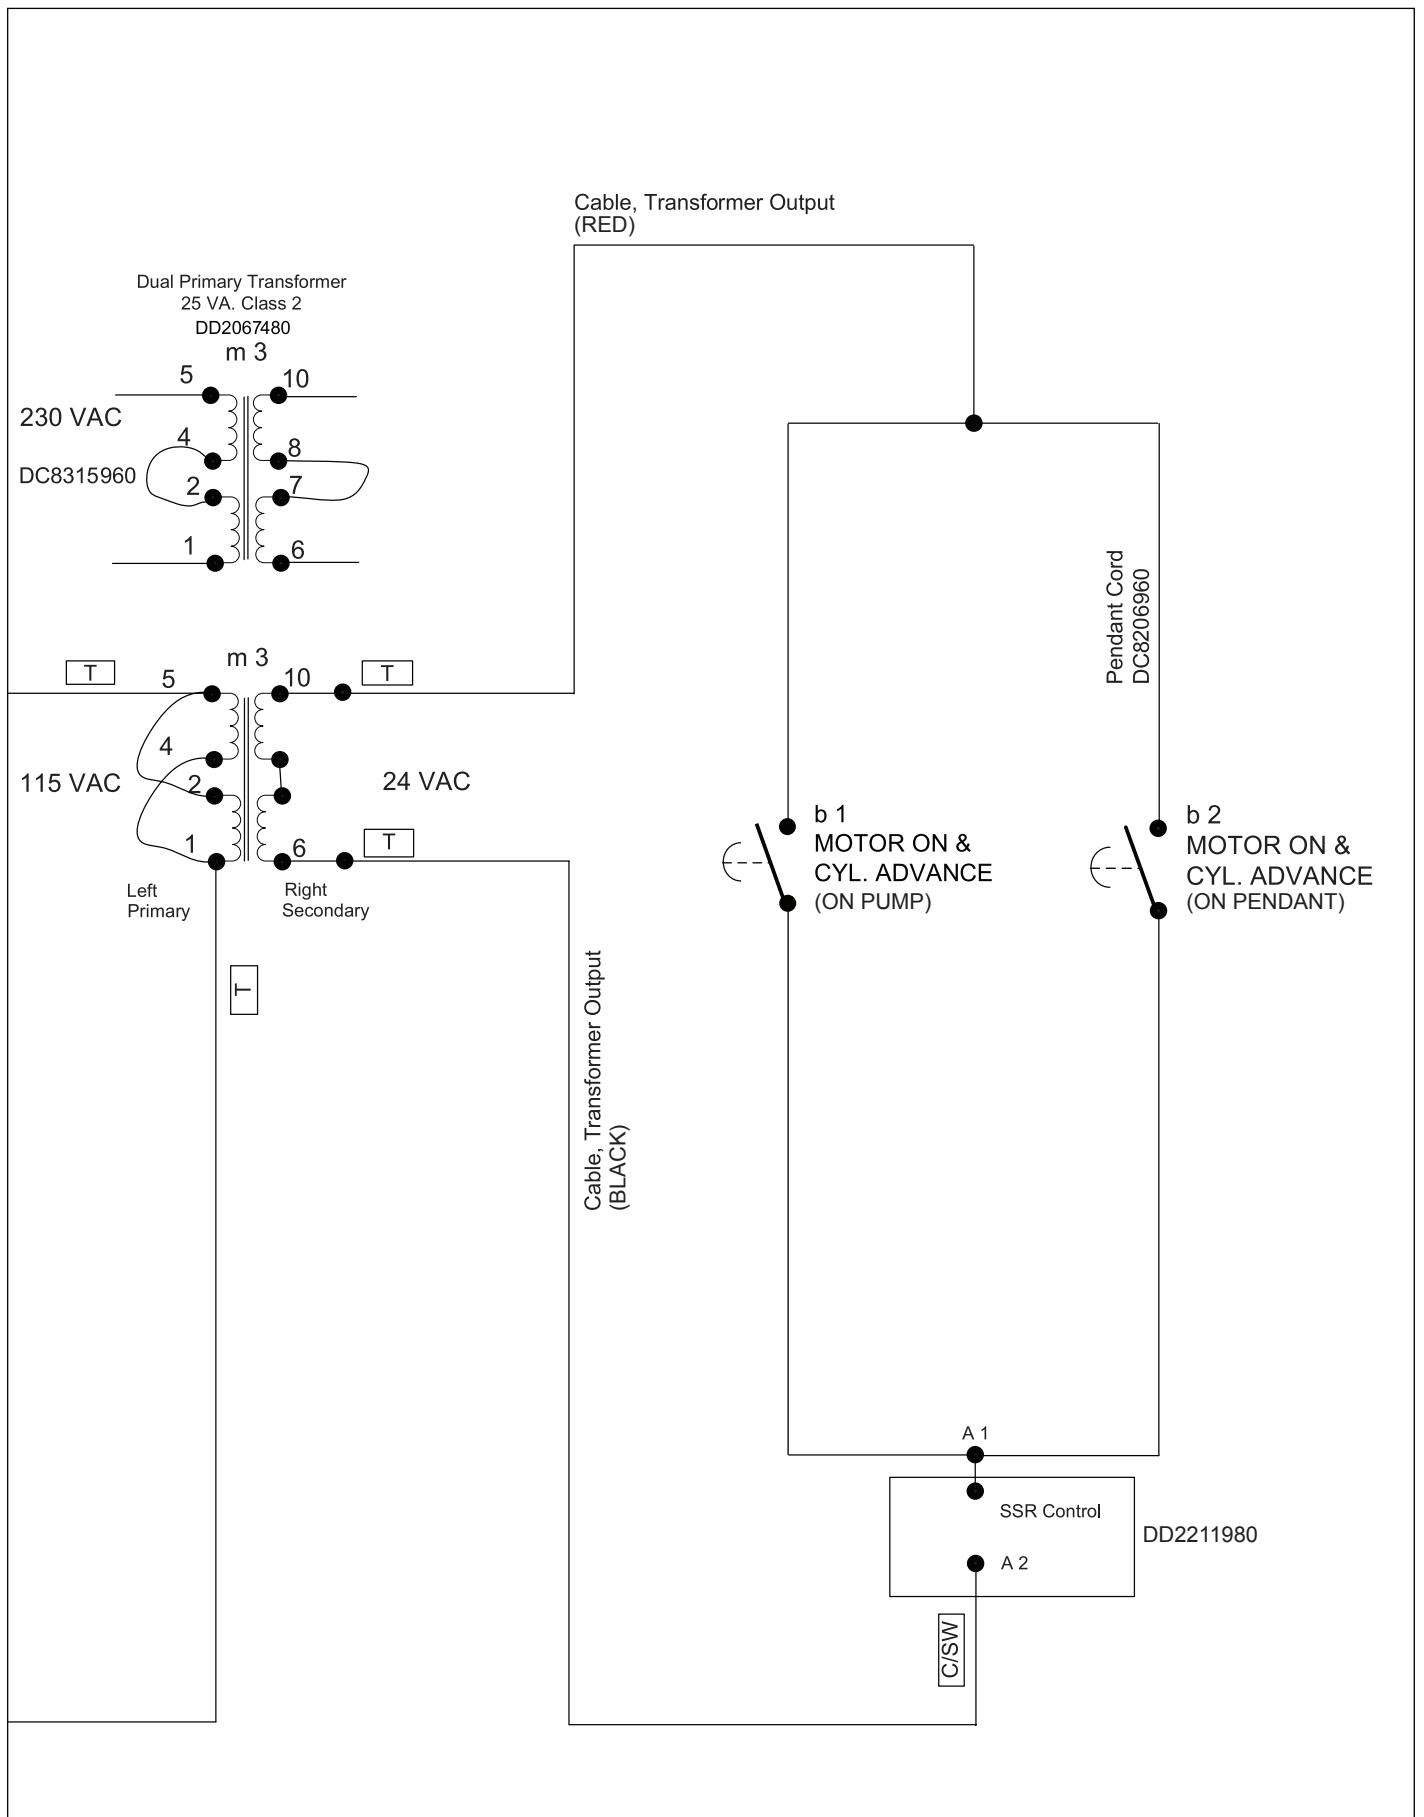 Cable, Transformer Output
(RED)
Dual Primary Transformer
25 VA. Class 2
DD2067480
m 3
5
10
230 VAC
4
8
DC8315960
2
7
1
6
Pendant Cord
DC8206960
m 3
T
5
10
T
4
115 VAC
2
24 VAC
1
6
T
Left
Primary
Right
Secondary
T
Cable, Transformer Output
(BLACK)
b 1
MOTOR ON &
CYL. ADVANCE
(ON PUMP)
b 2
MOTOR ON &
CYL. ADVANCE
(ON PENDANT)
A 1
SSR Control
DD2211980
A 2
C/SW